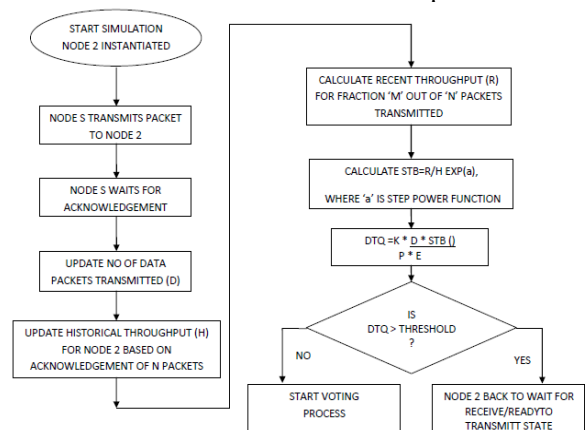 START SIMULATION
NODE 2 INSTANTIATED
NODE S TRANSMITS PACKET
TO NODE 2
NODE S WAITS FOR
ACKNOWLEDGEMENT
UPDATE NO OF DATA
PACKETS TRANSMITTED (D)
UPDATE HISTORICAL THROUGHPUT (H)
FOR NODE 2 BASED ON
ACKNOWLEDGEMENT OF N PACKETS
CALCULATE RECENT THROUGHPUT (R)
FOR FRACTION 'M' OUT OF 'N' PACKETS
TRANSMITTED
CALCULATE STB=R/H EXP(a),
WHERE 'a' IS STEP POWER FUNCTION
DTQ =K * D * STB ()
P * E
IS
DTQ > THRESHOLD
?
NO
YES
START VOTING
PROCESS
NODE 2 BACK TO WAIT FOR
RECEIVE/READYTO
TRANSMITT STATE